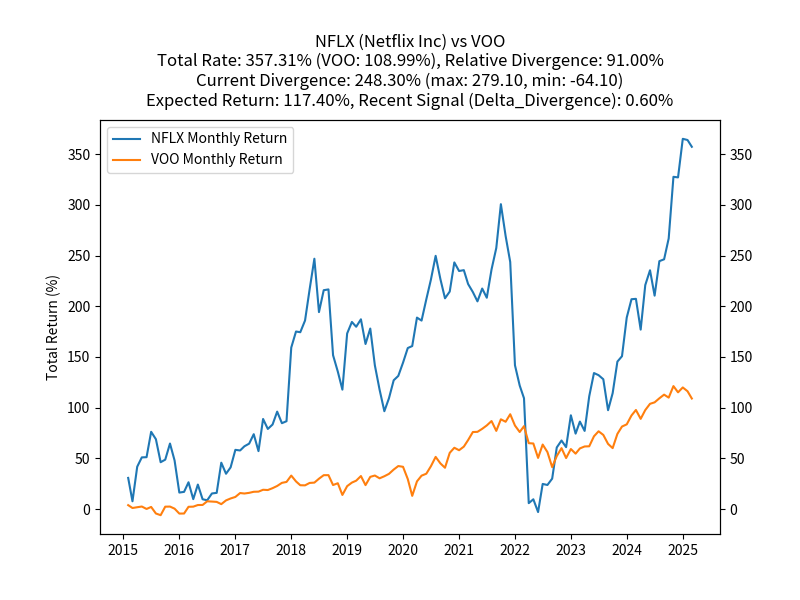 NFLX (Netflix Inc) vs VOO
Total Rate: 357.31% (VOO: 108.99%), Relative Divergence: 91.00%
Current Divergence: 248.30% (max: 279.10, min: -64.10)
Expected Return: 117.40%, Recent Signal (Delta_Divergence): 0.60%
NFLX Monthly Return
VOO Monthly Return
Total Return (%)
350
300
250
200
150
100
50
0
350
300
250
200
150
100
50
0
2015 2016 2017 2018 2019 2020 2021 2022 2023 2024 2025